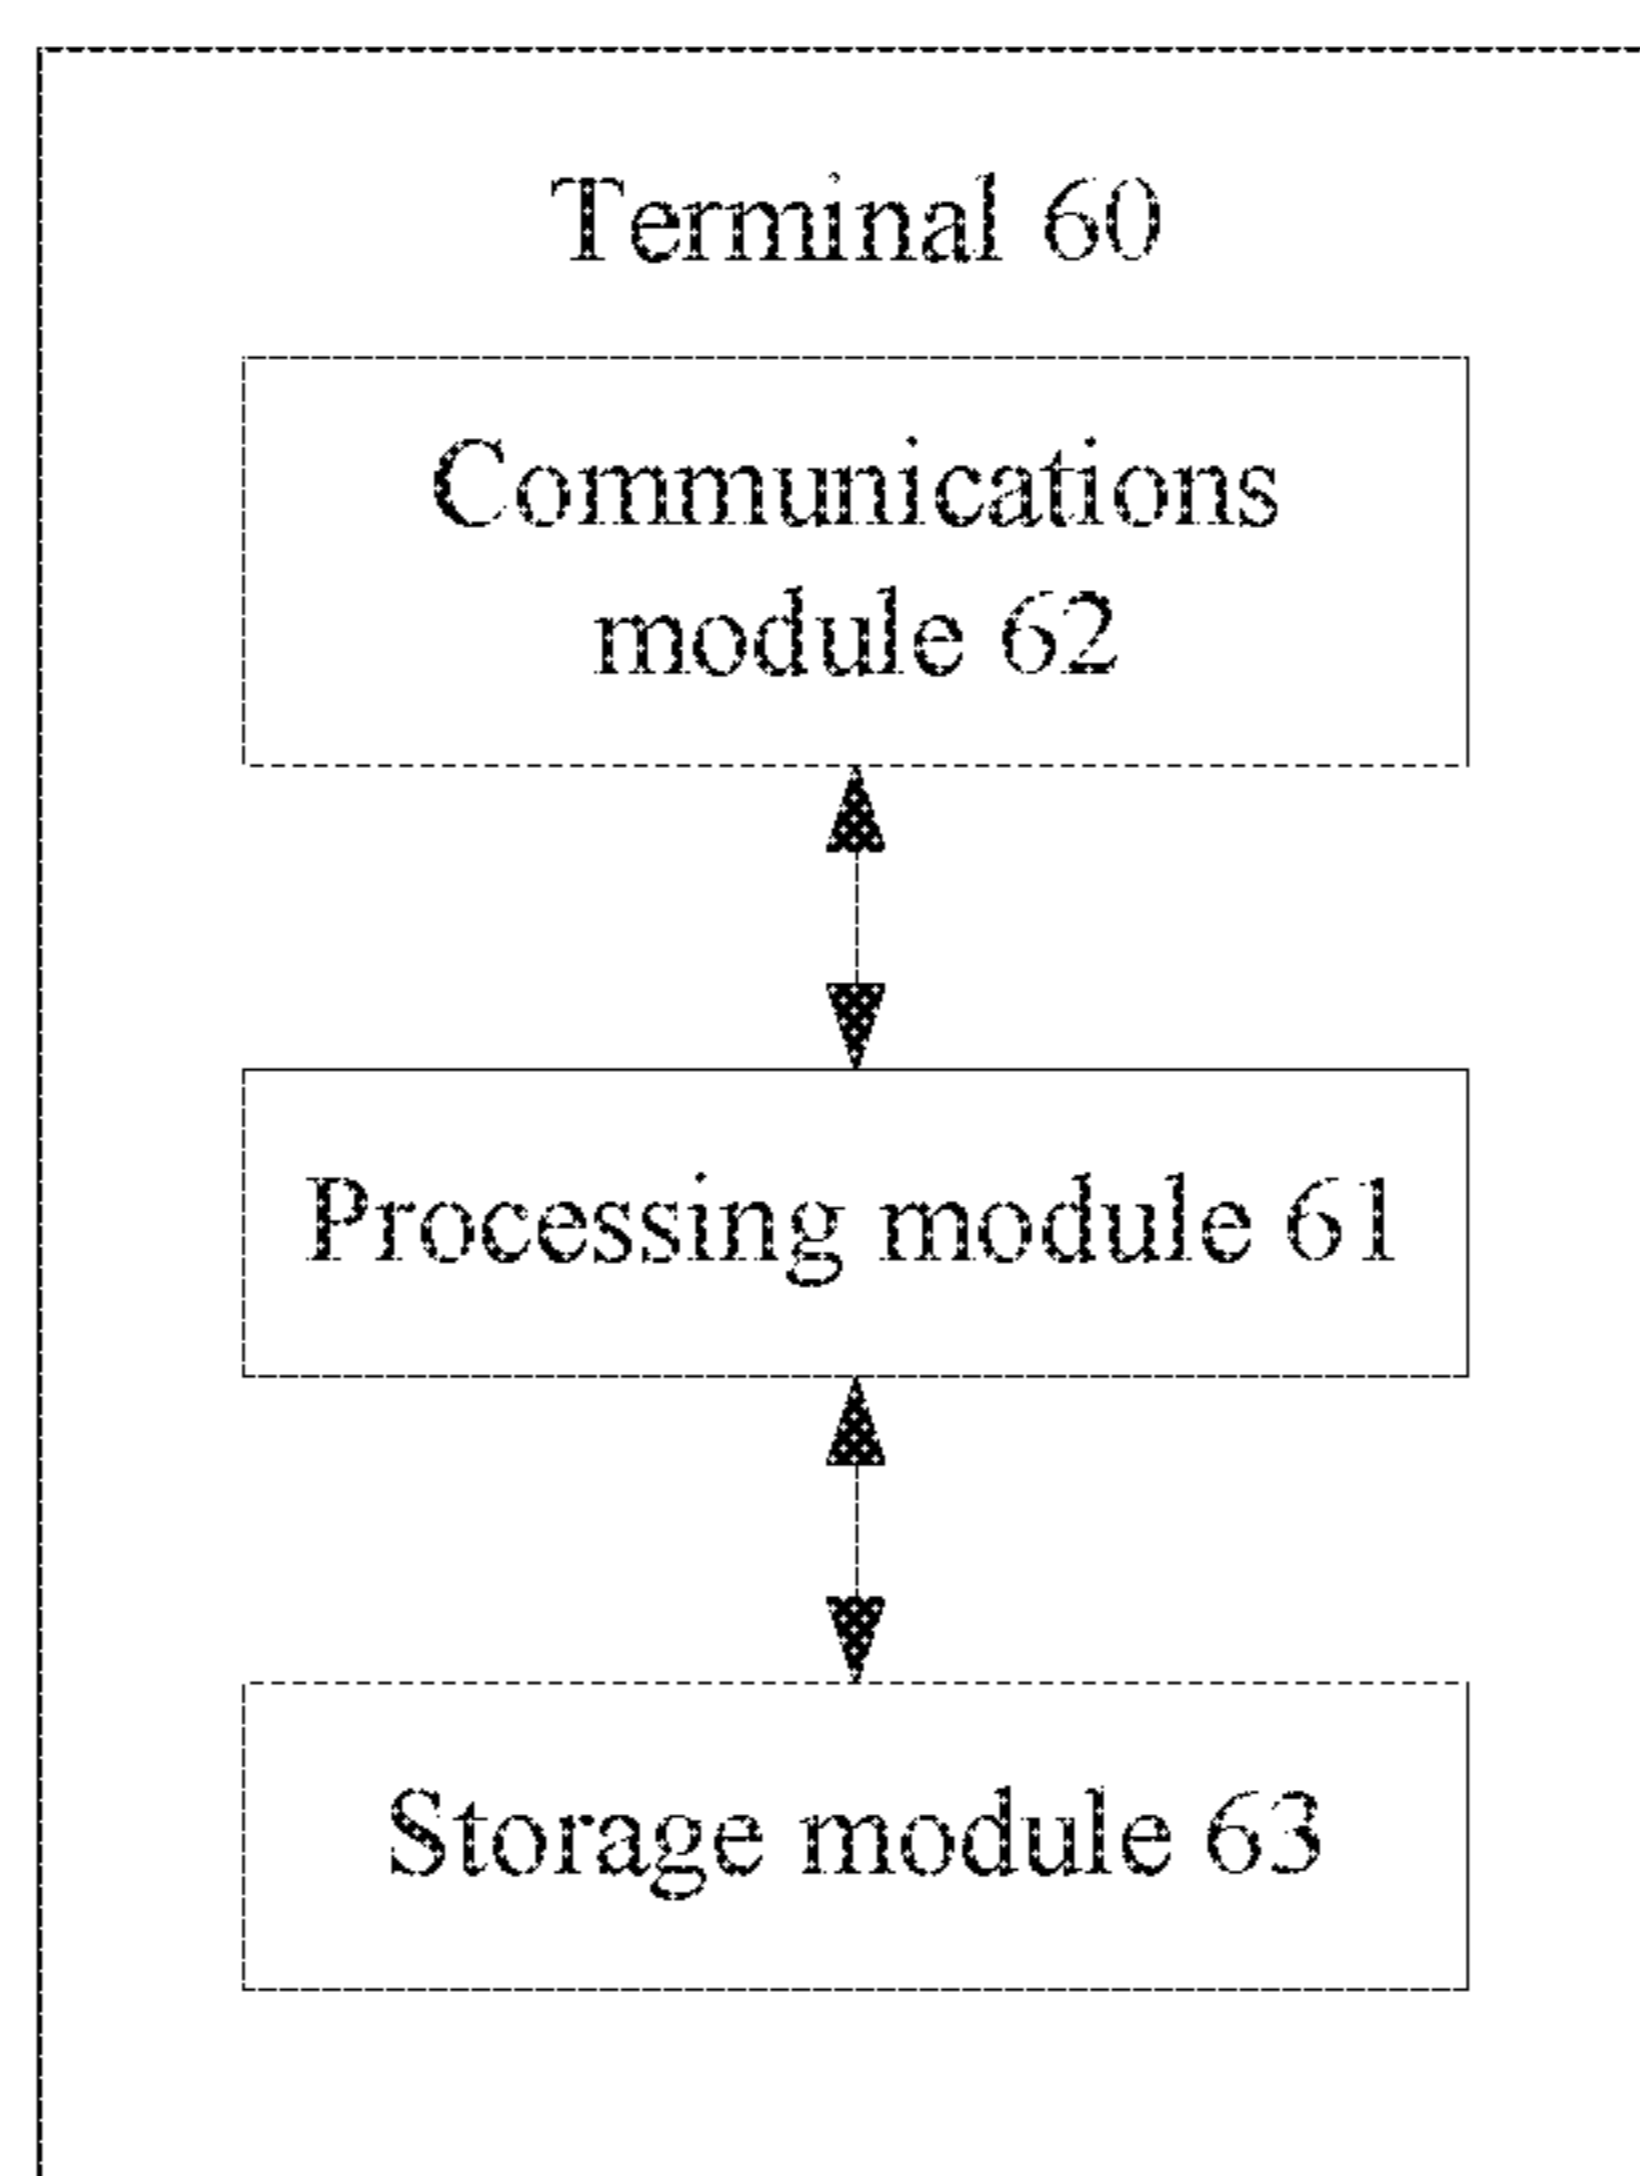 Terminal 60
Communications
module 62
Processing module 61
Storage module 63